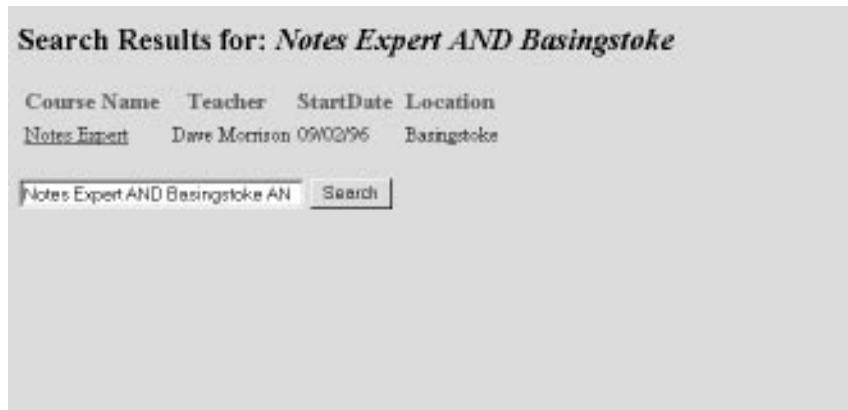 Search Results for: Notes Expert AND Basingstoke
Course Name Teacher StartDate Location
Notes Expert Dave Morrison 09/02/96 Basingstoke
Notes Expert AND Basingstoke AN Search